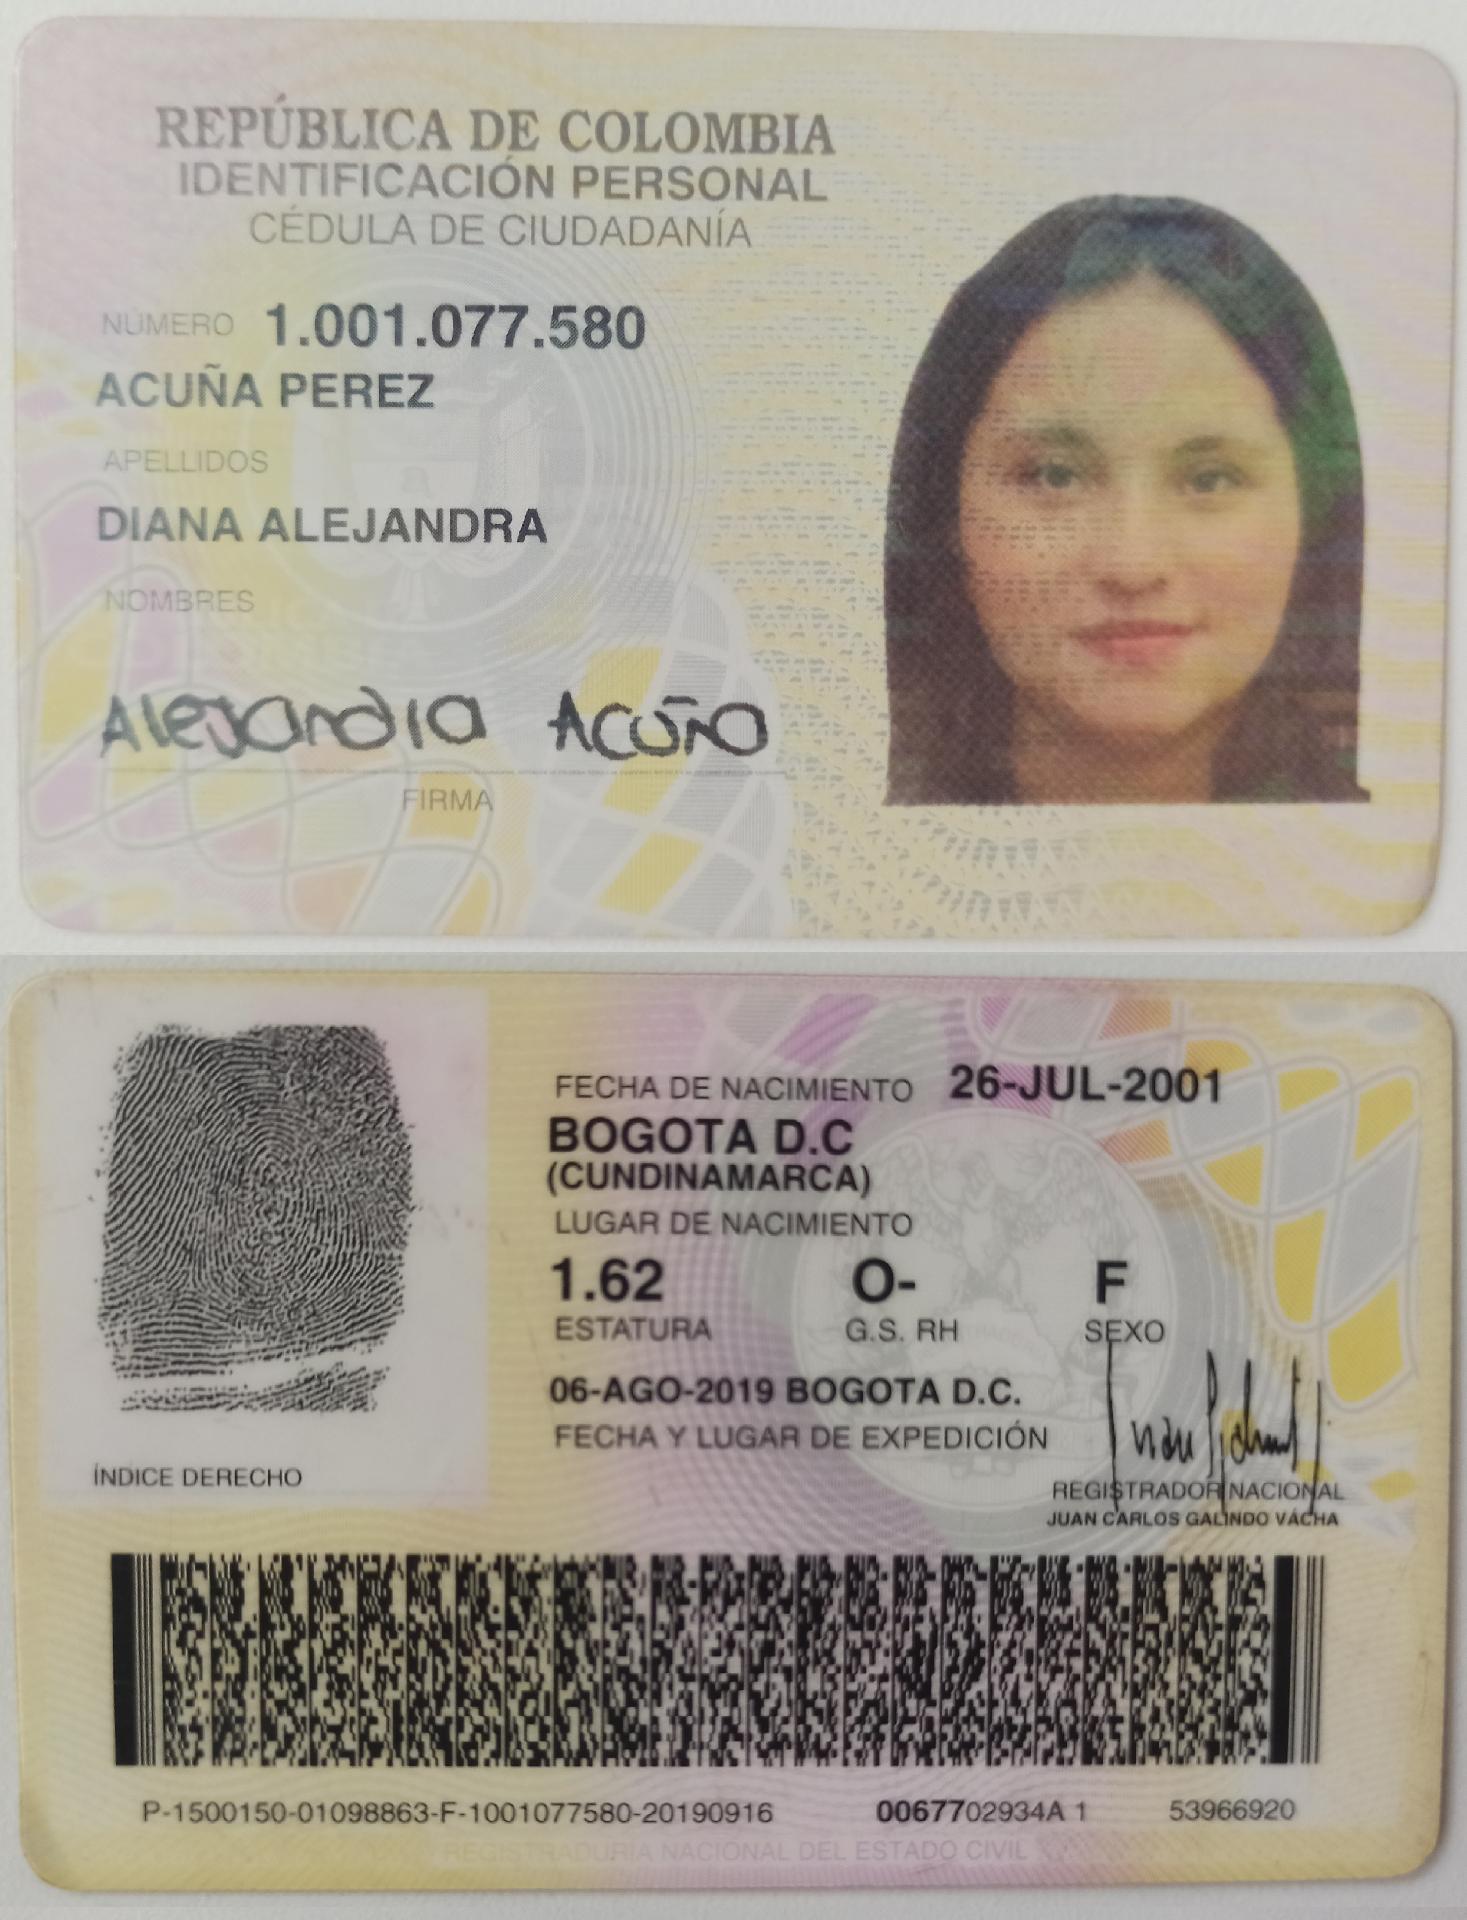 REPÚBLICA DE COLOMBIA
IDENTIFICACIÓN PERSONAL
CÉDULA DE CIUDADANÍA
NÚMERO 1.001.077.580
ACUÑA PEREZ
APELLIDOS
DIANA ALEJANDRA
NOMBRES
Alejandra Acuña
FIRMA
FECHA DE NACIMIENTO 26-JUL-2001
BOGOTA D.C
(CUNDINAMARCA)
LUGAR DE NACIMIENTO
1.62 O- F
ESTATURA G.S. RH SEXO
06-AGO-2019 BOGOTA D.C.
FECHA Y LUGAR DE EXPEDICIÓN
ÍNDICE DERECHO
REGISTRADOR NACIONAL
JUAN CARLOS GALINDO VÁCHA
P-1500150-01098863-F-1001077580-20190916 0067702934A 1 53966920
REGISTRADURIA NACIONAL DEL ESTADO CIVIL